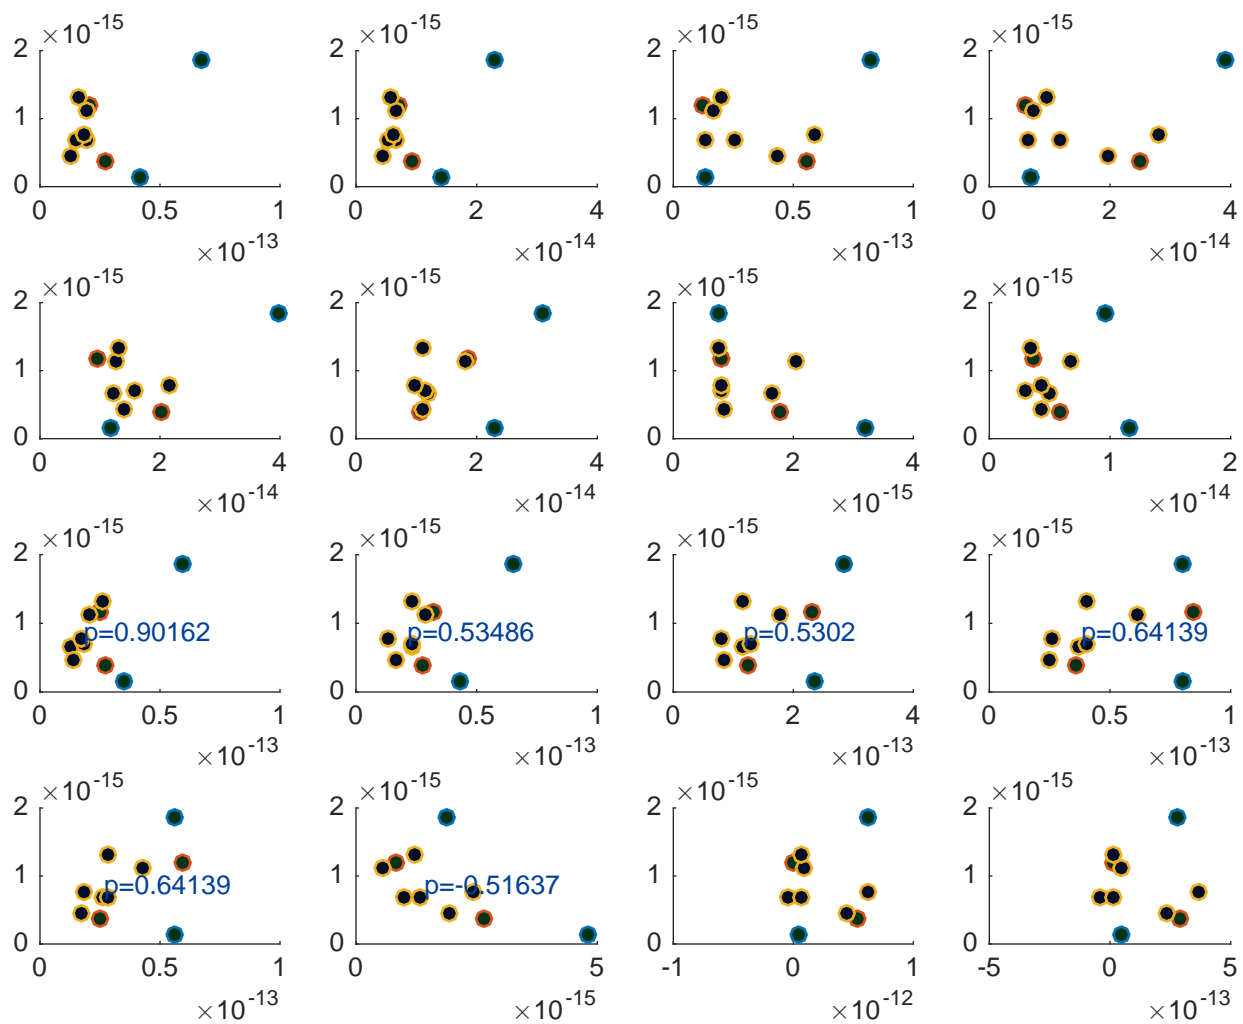 ×10-15 ×10-15 ×10-15 ×10-15
2 2 2 2
1 1 1 1
0 0 0 0
0 0.5 1 0 2 4 0 0.5 1 0 2 4
×10-13 ×10-14 ×10-13 ×10-14
×10-15 ×10-15 ×10-15 ×10-15
2 2 2 2
1 1 1 1
0 0 0 0
0 2 4 0 2 4 0 2 4 0 1 2
×10-14 ×10-14 ×10-15 ×10-14
×10-15 ×10-15 ×10-15 ×10-15
2 2 2 2
1 1 1 1
p=0.90162 p=0.53486 p=0.5302 p=0.64139
0 0 0 0
0 0.5 1 0 0.5 1 0 2 4 0 0.5 1
×10-13 ×10-13 ×10-13 ×10-13
×10-15 ×10-15 ×10-15 ×10-15
2 2 2 2
1 1 1 1
p=0.64139 p=-0.51637
0 0 0 0
0 0.5 1 0 5 -1 0 1 -5 0 5
×10-13 ×10-15 ×10-12 ×10-13